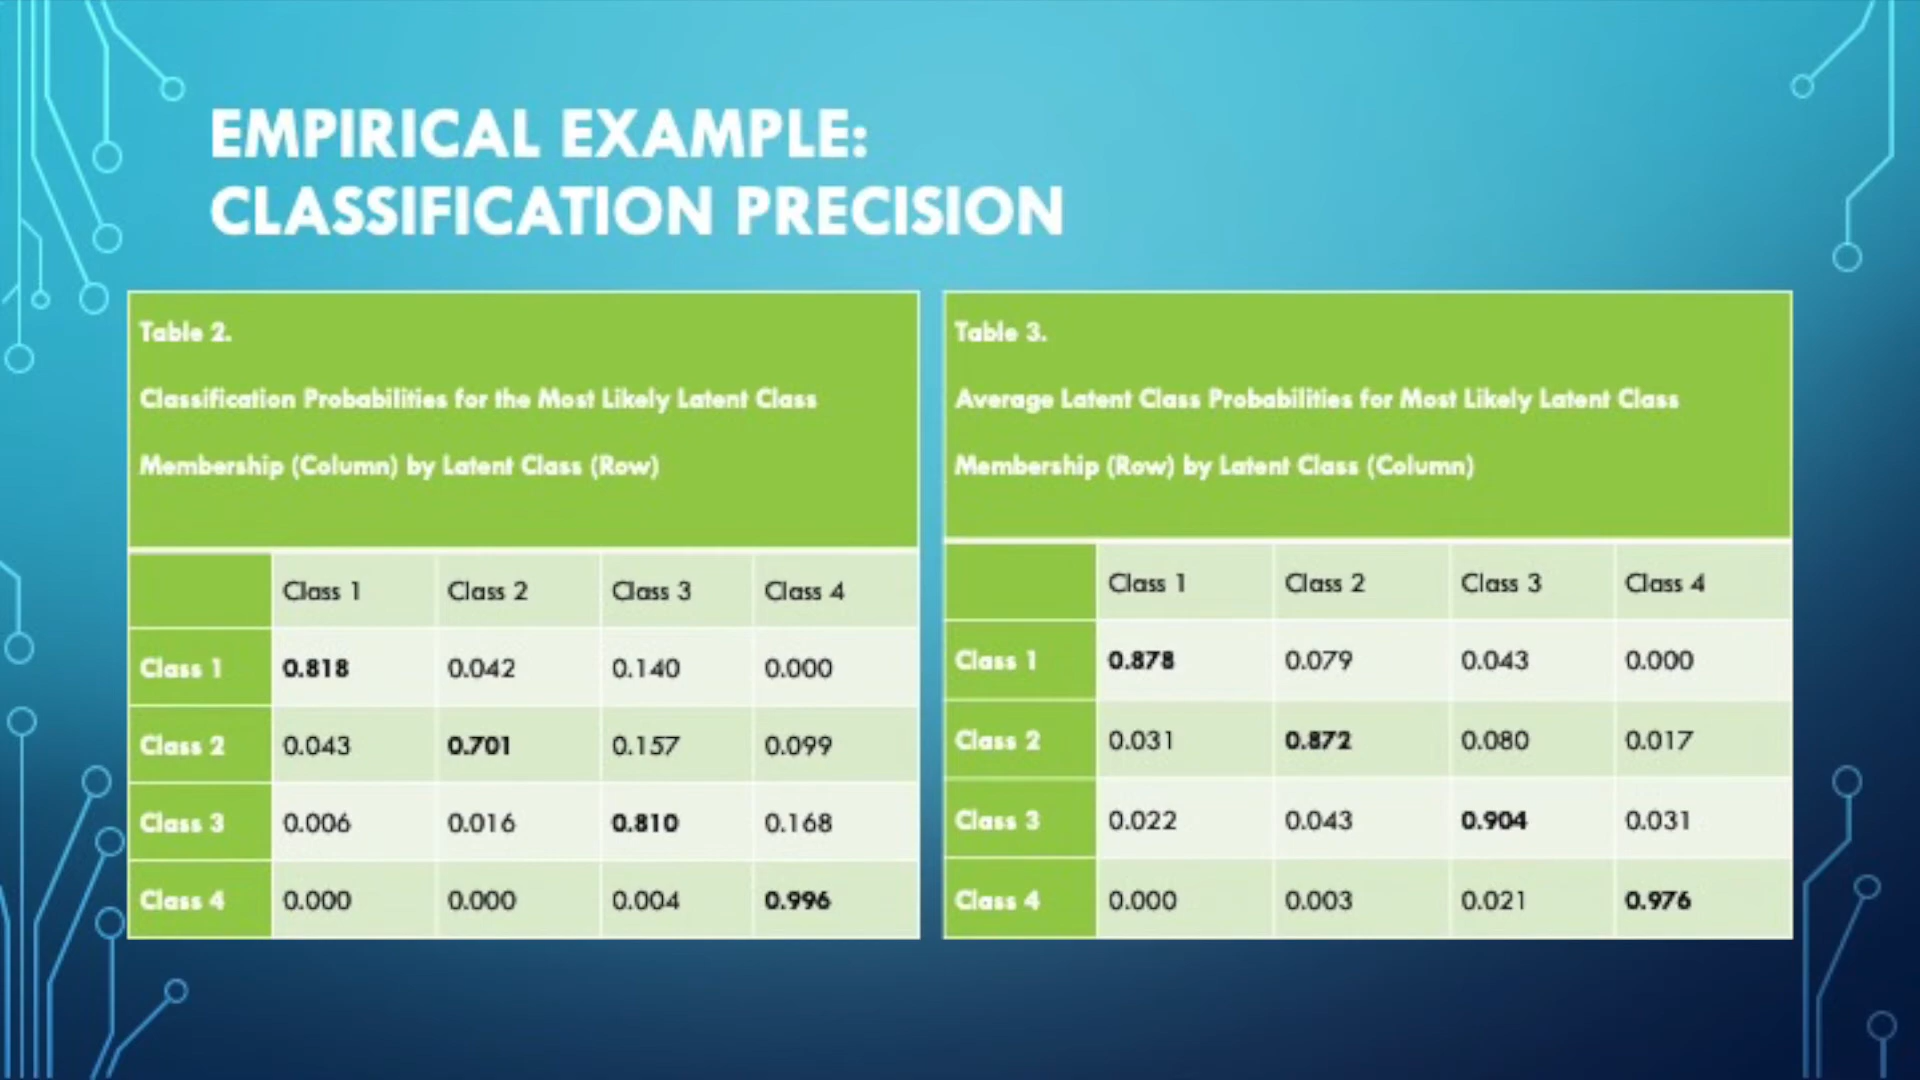 EMPIRICAL EXAMPLE:
CLASSIFICATION PRECISION
Table 2.
Classification Probabilities for the Most Likely Latent Class
Membership (Column) by Latent Class (Row)
Class 1 Class 2 Class 3 Class 4
Class 1 0.818 0.042 0.140 0.000
Class 2 0.043 0.701 0.157 0.099
Class 3 0.006 0.016 0.810 0.168
Class 4 0.000 0.000 0.004 0.996
Table 3.
Average Latent Class Probabilities for Most Likely Latent Class
Membership (Row) by Latent Class (Column)
Class 1 Class 2 Class 3 Class 4
Class 1 0.878 0.079 0.043 0.000
Class 2 0.031 0.872 0.080 0.017
Class 3 0.022 0.043 0.904 0.031
Class 4 0.000 0.003 0.021 0.976